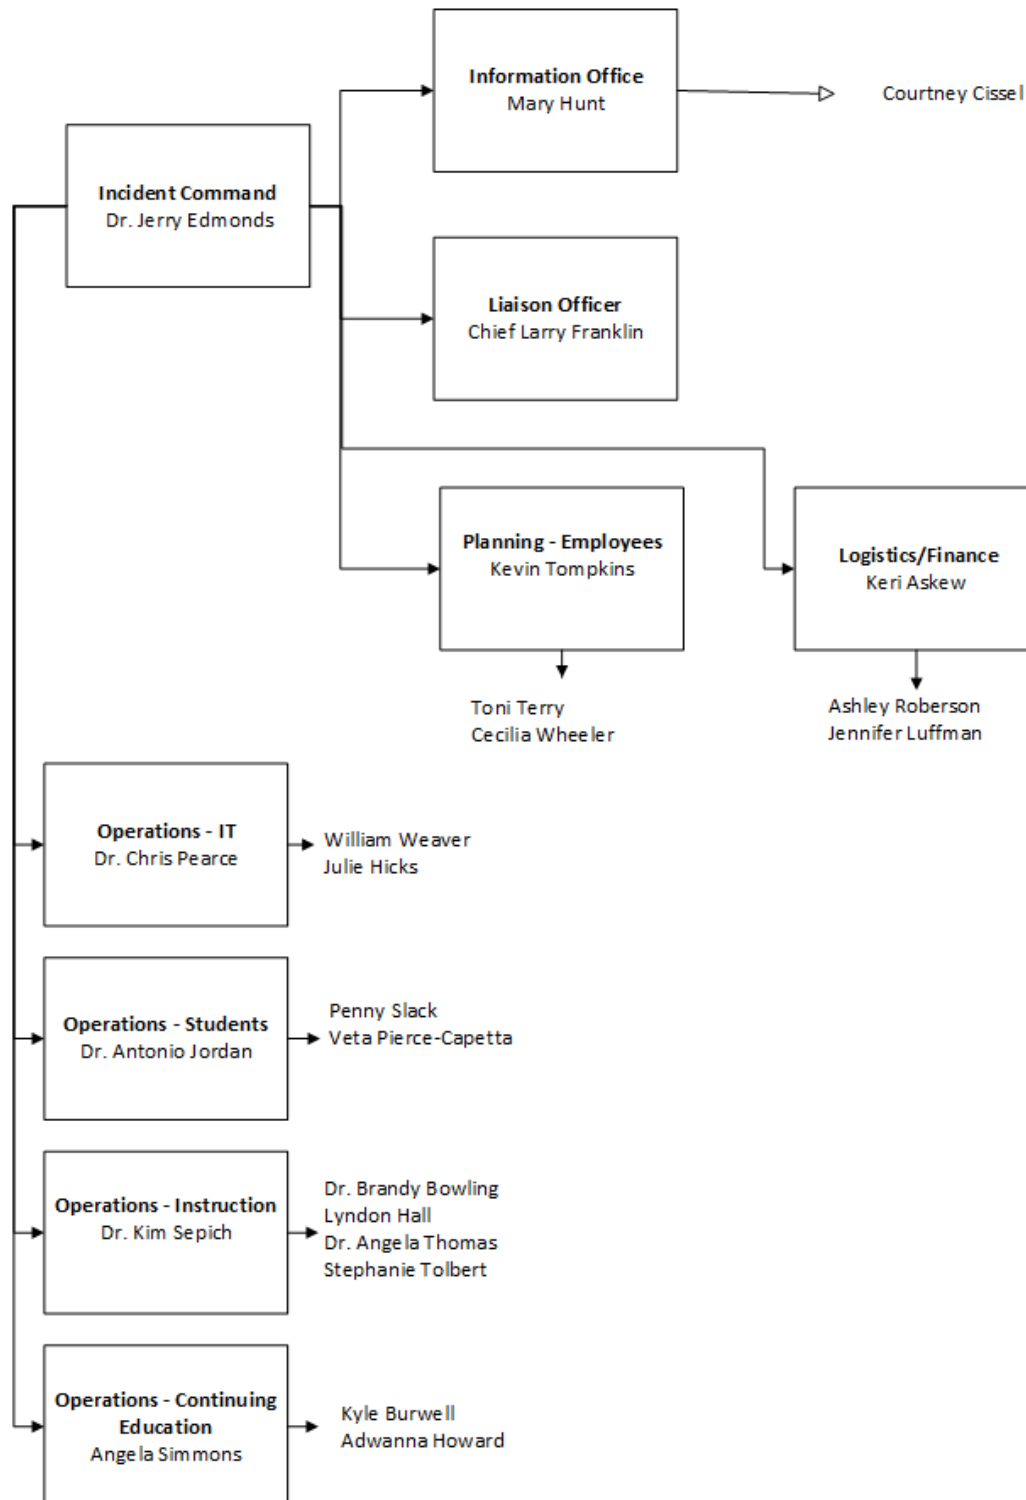 Information Office
Mary Hunt
Courtney Cissel
Incident Command
Dr. Jerry Edmonds
Liaison Officer
Chief Larry Franklin
Planning - Employees
Kevin Tompkins
Logistics/Finance
Keri Askew
Toni Terry
Cecilia Wheeler
Ashley Roberson
Jennifer Luffman
Operations - IT
Dr. Chris Pearce
William Weaver
Julie Hicks
Operations - Students
Dr. Antonio Jordan
Penny Slack
Veta Pierce-Capetta
Operations - Instruction
Dr. Kim Sepich
Dr. Brandy Bowling
Lyndon Hall
Dr. Angela Thomas
Stephanie Tolbert
Operations - Continuing
Education
Angela Simmons
Kyle Burwell
Adwanna Howard